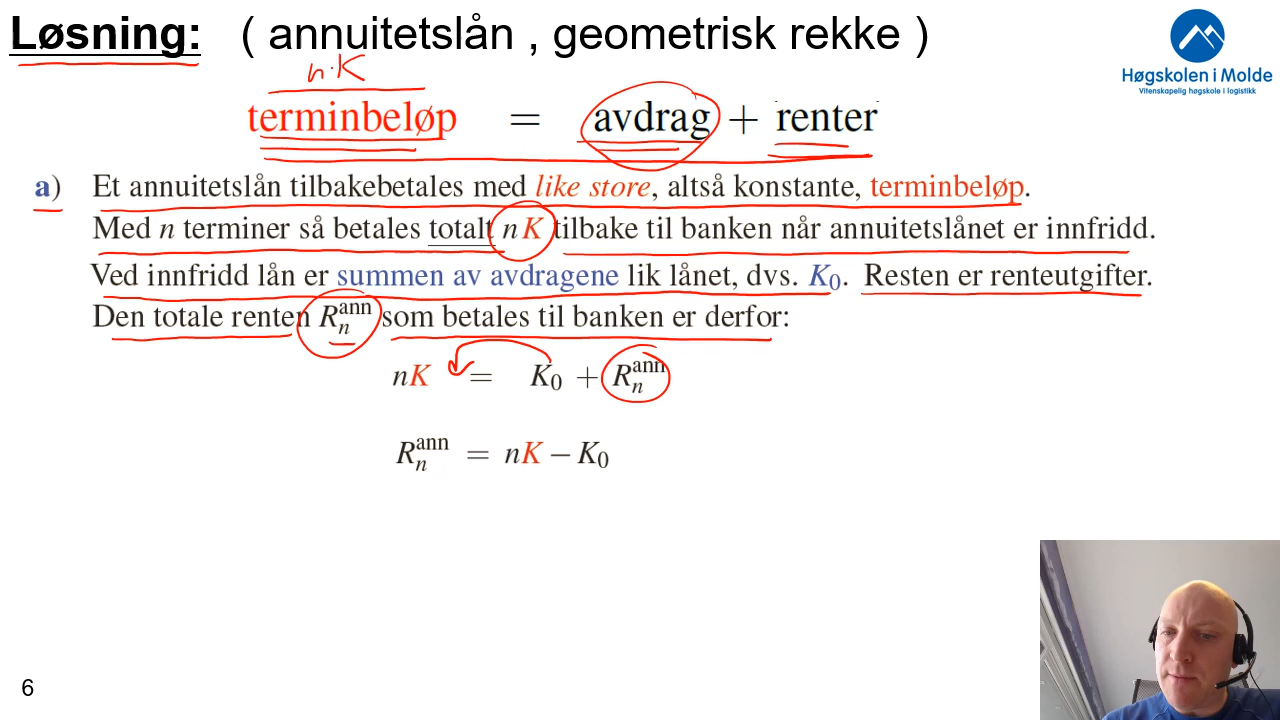 Løsning: ( annuitetslån , geometrisk rekke )
Høgskolen i Molde
Vitenskapelig høgskole i logistikk
n·K
terminbeløp = avdrag + renter
a) Et annuitetslån tilbakebetales med like store, altså konstante, terminbeløp.
Med n terminer så betales totalt nK tilbake til banken når annuitetslånet er innfridd.
Ved innfridd lån er summen av avdragene lik lånet, dvs. K₀. Resten er renteutgifter.
Den totale renten Rₙᵃⁿⁿ som betales til banken er derfor:
nK = K₀ + Rₙᵃⁿⁿ
Rₙᵃⁿⁿ = nK − K₀
6